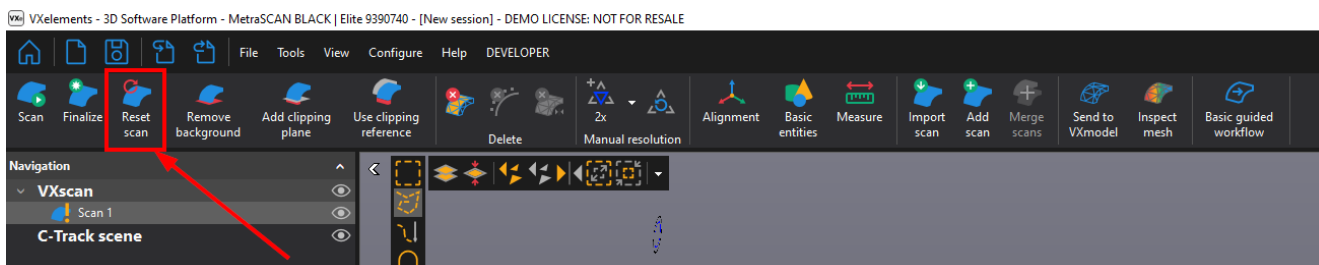 VXe VXelements - 3D Software Platform - MetraSCAN BLACK | Elite 9390740 - [New session] - DEMO LICENSE: NOT FOR RESALE
File Tools View Configure Help DEVELOPER
Scan Finalize Reset scan Remove background Add clipping plane Use clipping reference Delete 2x Manual resolution Alignment Basic entities Measure Import scan Add scan Merge scans Send to VXmodel Inspect mesh Basic guided workflow
Navigation
VXscan
Scan 1
C-Track scene